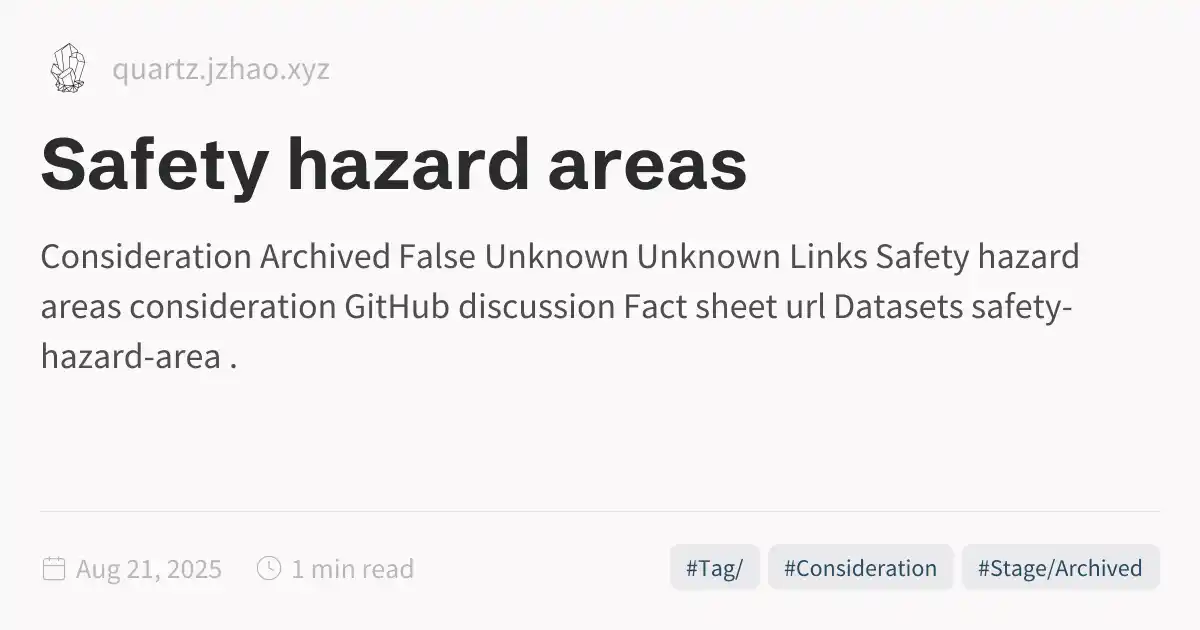 quartz.jzhao.xyz
Safety hazard areas
Consideration Archived False Unknown Unknown Links Safety hazard
areas consideration GitHub discussion Fact sheet url Datasets safety-
hazard-area .
Aug 21, 2025 1 min read #Tag/ #Consideration #Stage/Archived